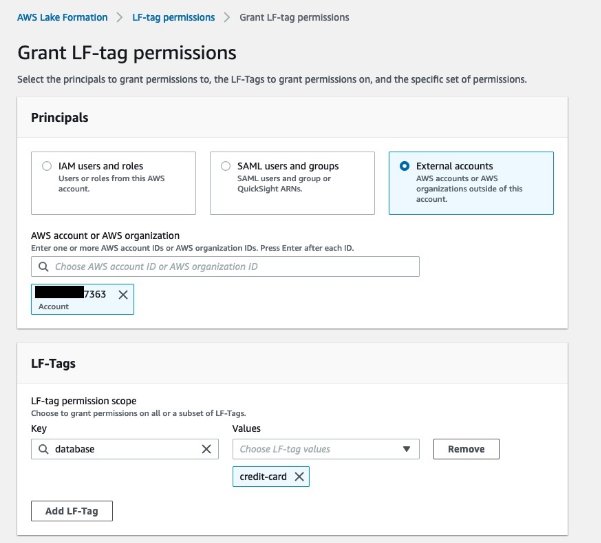 AWS Lake Formation > LF-tag permissions > Grant LF-tag permissions
Grant LF-tag permissions
Select the principals to grant permissions to, the LF-Tags to grant permissions on, and the specific set of permissions.
Principals
IAM users and roles
Users or roles from this AWS
account.
SAML users and groups
SAML users and group or
QuickSight ARNs.
External accounts
AWS accounts or AWS
organizations outside of this
account.
AWS account or AWS organization
Enter one or more AWS account IDs or AWS organization IDs. Press Enter after each ID.
Choose AWS account ID or AWS organization ID
7363
Account
LF-Tags
LF-tag permission scope
Choose to grant permissions on all or a subset of LF-Tags.
Key Values
database Choose LF-tag values Remove
credit-card
Add LF-Tag